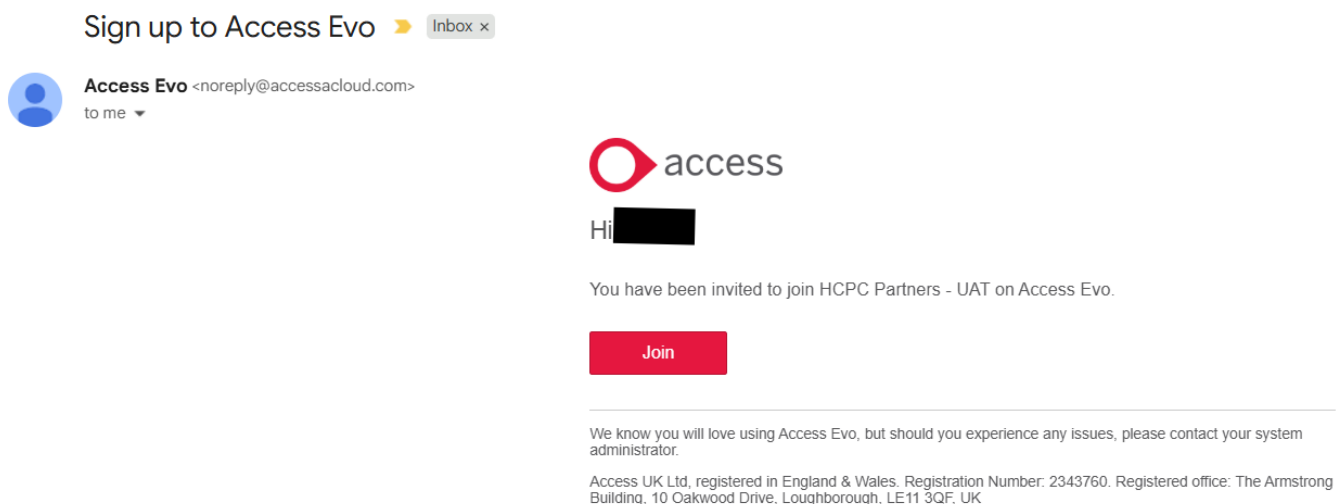 Sign up to Access Evo Inbox ×
Access Evo <noreply@accessacloud.com>
to me
access
Hi
You have been invited to join HCPC Partners - UAT on Access Evo.
Join
We know you will love using Access Evo, but should you experience any issues, please contact your system
administrator.
Access UK Ltd, registered in England & Wales. Registration Number: 2343760. Registered office: The Armstrong
Building, 10 Oakwood Drive, Loughborough, LE11 3QF, UK